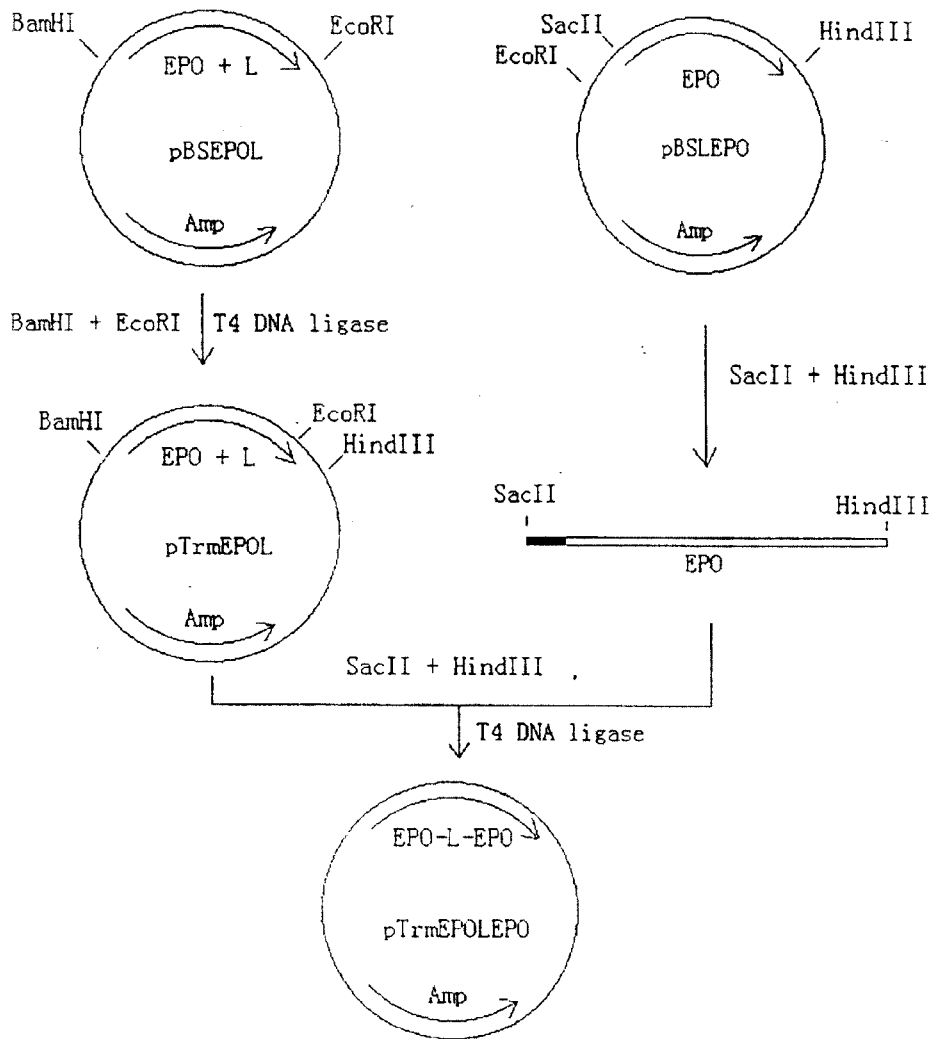 BamHI
EcoRI
EPO + L
pBSEPOL
Amp
SacII
EcoRI
HindIII
EPO
pBSLEPO
Amp
BamHI + EcoRI
T4 DNA ligase
SacII + HindIII
BamHI
EcoRI
HindIII
EPO + L
pTrmEPOL
Amp
SacII
HindIII
EPO
SacII + HindIII
T4 DNA ligase
EPO-L-EPO
pTrmEPOLEPO
Amp